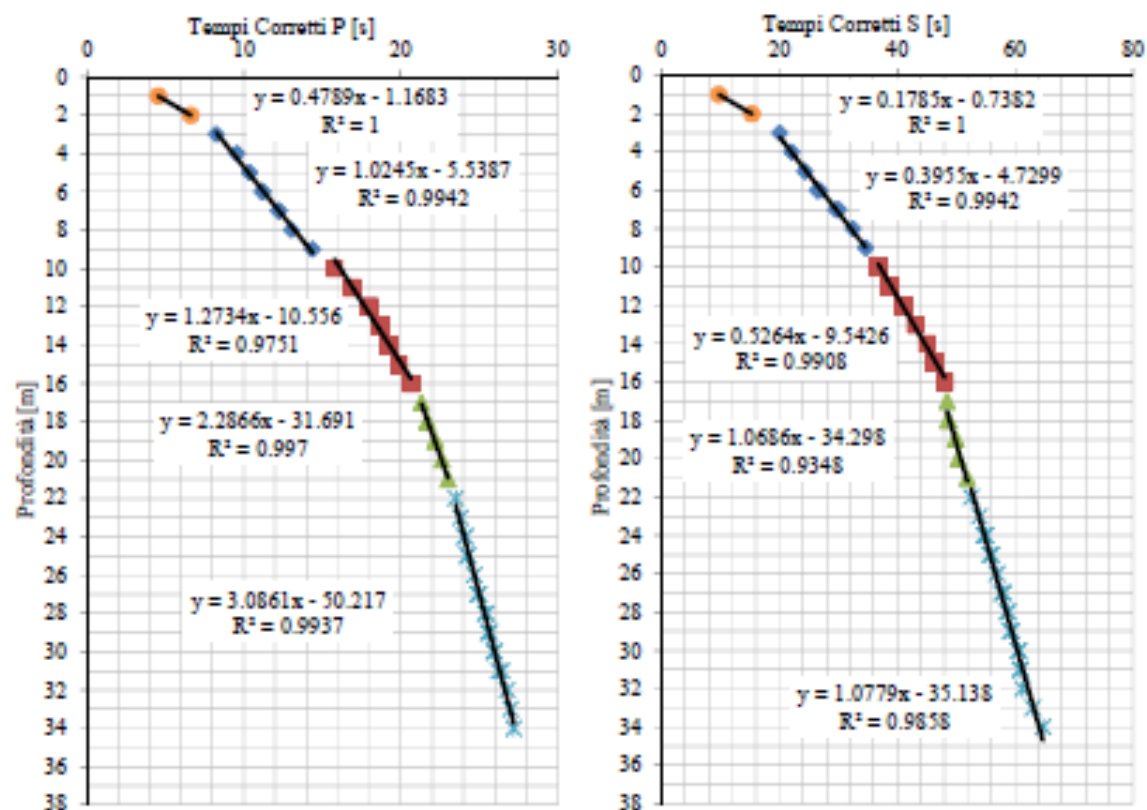 Tempi Corretti P [s]
0 10 20 30
0
2
4
6
8
10
12
14
16
18
20
22
24
26
28
30
32
34
36
38
Profondità [m]
y = 0.4789x - 1.1683
R² = 1
y = 1.0245x - 5.5387
R² = 0.9942
y = 1.2734x - 10.556
R² = 0.9751
y = 2.2866x - 31.691
R² = 0.997
y = 3.0861x - 50.217
R² = 0.9937
Tempi Corretti S [s]
0 20 40 60 80
0
2
4
6
8
10
12
14
16
18
20
22
24
26
28
30
32
34
36
38
Profondità [m]
y = 0.1785x - 0.7382
R² = 1
y = 0.3955x - 4.7299
R² = 0.9942
y = 0.5264x - 9.5426
R² = 0.9908
y = 1.0686x - 34.298
R² = 0.9348
y = 1.0779x - 35.138
R² = 0.9858